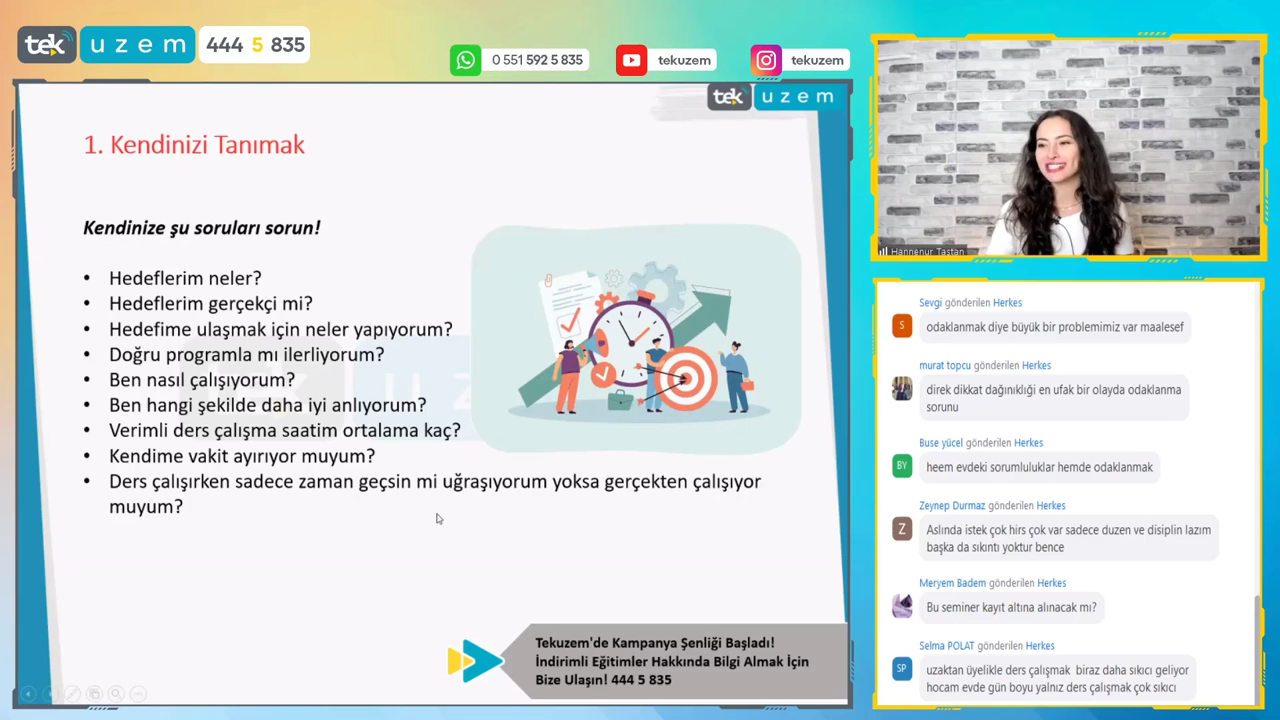 tek uzem 444 5 835
0 551 592 5 835
tekuzem
tekuzem
tek uzem
1. Kendinizi Tanımak
Kendinize şu soruları sorun!
• Hedeflerim neler?
• Hedeflerim gerçekçi mi?
• Hedefime ulaşmak için neler yapıyorum?
• Doğru programla mı ilerliyorum?
• Ben nasıl çalışıyorum?
• Ben hangi şekilde daha iyi anlıyorum?
• Verimli ders çalışma saatim ortalama kaç?
• Kendime vakit ayırıyor muyum?
• Ders çalışırken sadece zaman geçsin mi uğraşıyorum yoksa gerçekten çalışıyor
muyum?
Tekuzem'de Kampanya Şenliği Başladı!
İndirimli Eğitimler Hakkında Bilgi Almak İçin
Bize Ulaşın! 444 5 835
Hannenur Tastan
Sevgi gönderilen Herkes
S
odaklanmak diye büyük bir problemimiz var maalesef
murat topcu gönderilen Herkes
direk dikkat dağınıklığı en ufak bir olayda odaklanma
sorunu
Buse yücel gönderilen Herkes
BY
heem evdeki sorumluluklar hemde odaklanmak
Zeynep Durmaz gönderilen Herkes
Z
Aslında istek çok hirs çok var sadece duzen ve disiplin lazım
başka da sıkıntı yoktur bence
Meryem Badem gönderilen Herkes
Bu seminer kayıt altına alınacak mı?
Selma POLAT gönderilen Herkes
SP
uzaktan üyelikle ders çalışmak biraz daha sıkıcı geliyor
hocam evde gün boyu yalnız ders çalışmak çok sıkıcı